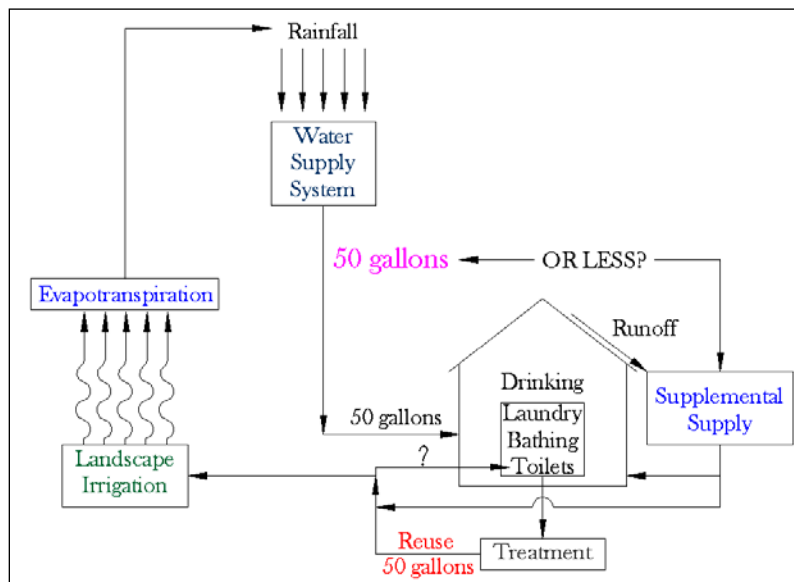 Rainfall
Water
Supply
System
50 gallons
OR LESS?
Evapotranspiration
Runoff
Drinking
Laundry
Bathing
Toilets
Supplemental
Supply
50 gallons
?
Landscape
Irrigation
Reuse
50 gallons
Treatment